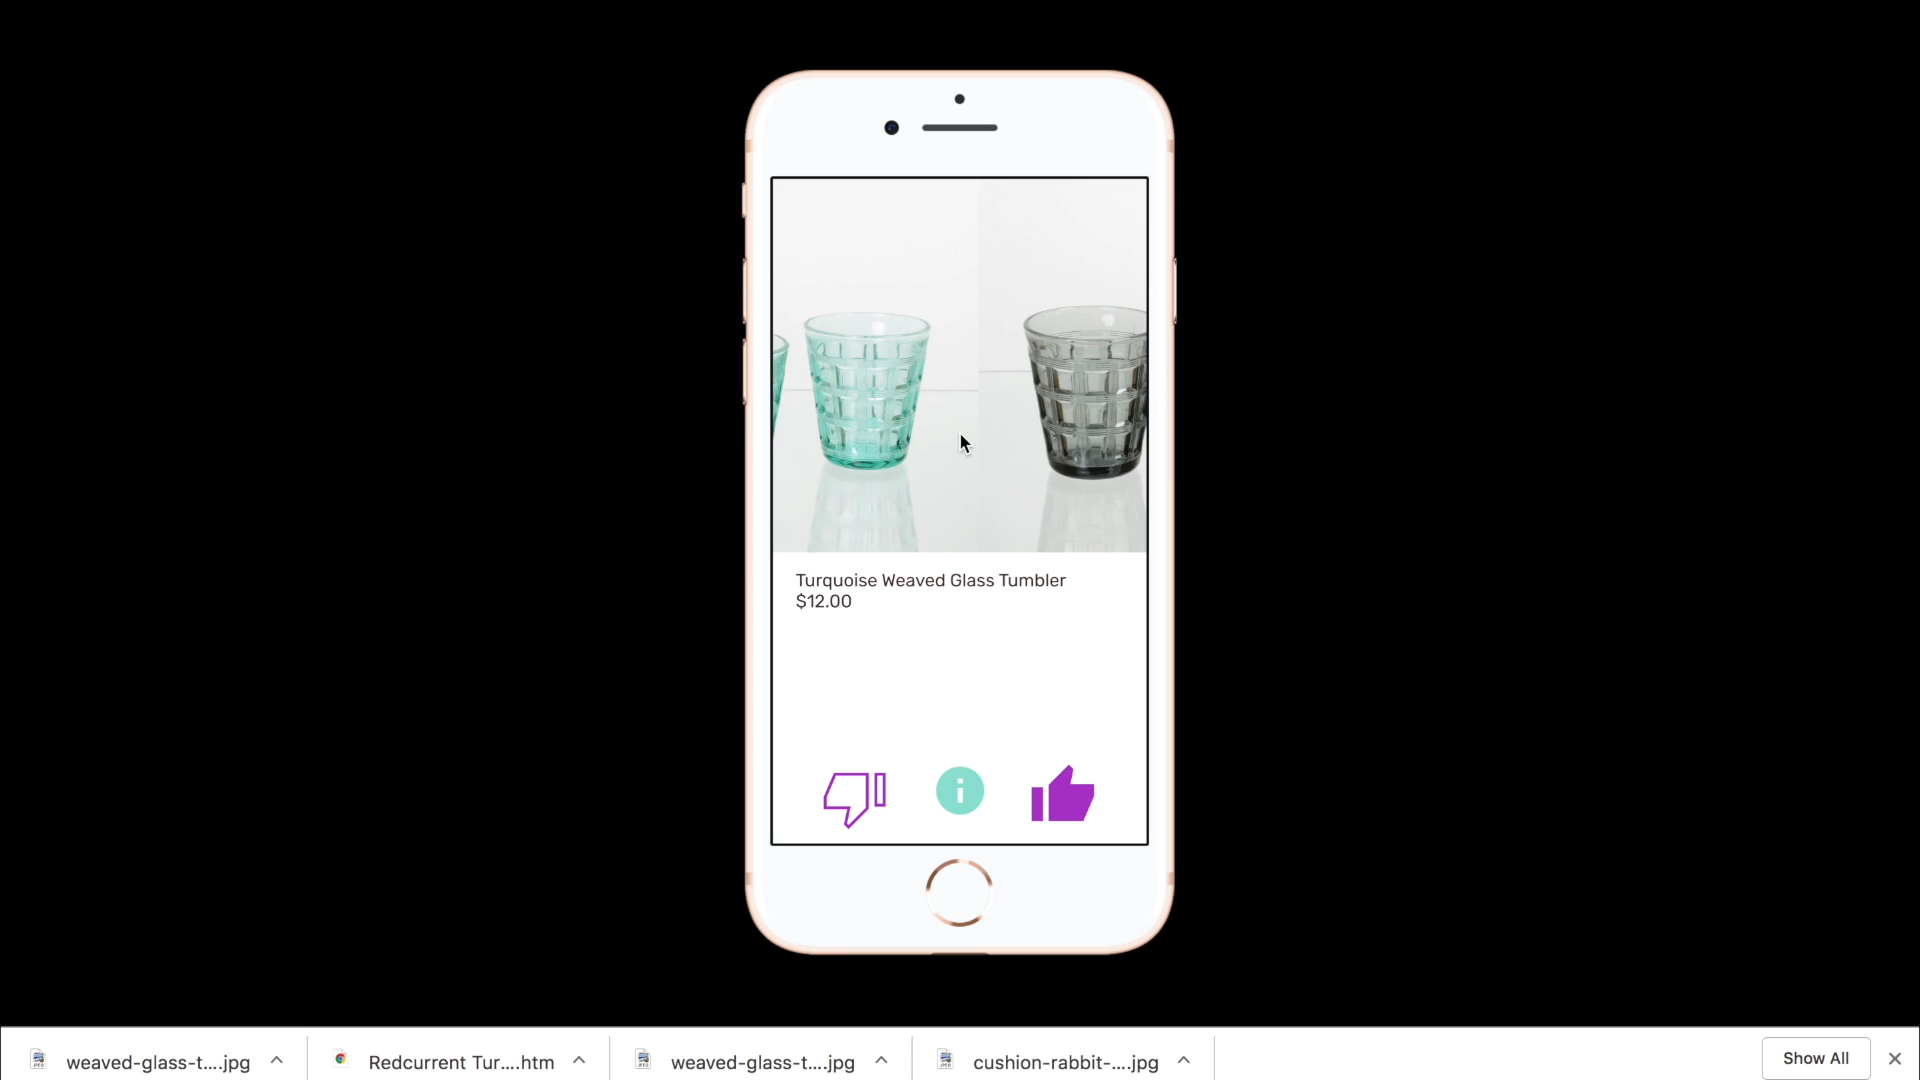 Turquoise Weaved Glass Tumbler
$12.00
weaved-glass-t....jpg
Redcurrent Tur....htm
weaved-glass-t....jpg
cushion-rabbit-....jpg
Show All